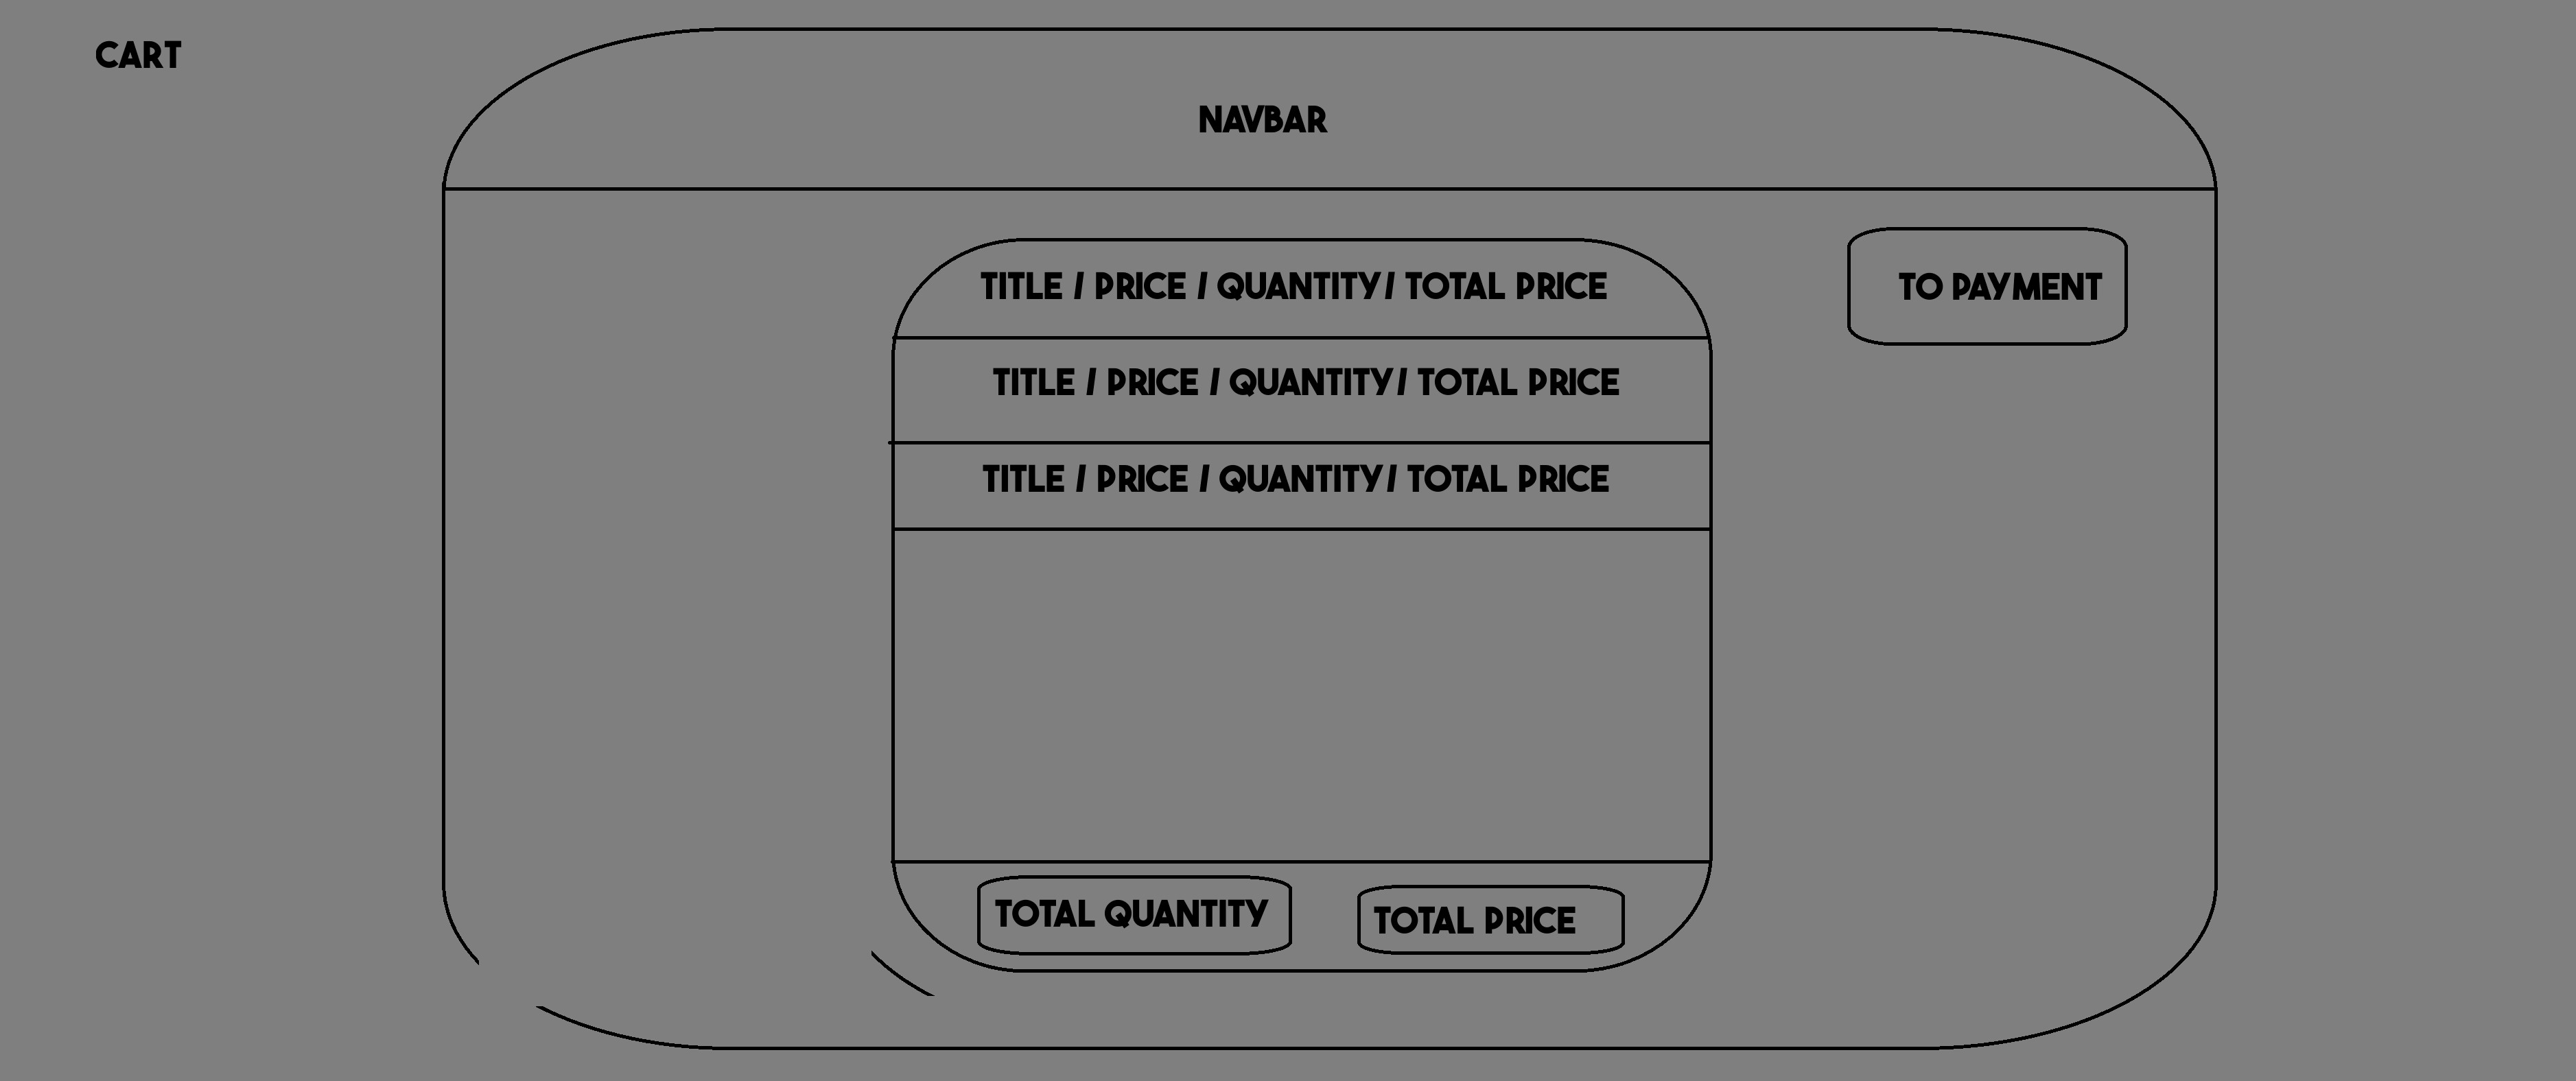 CART
NAVBAR
TITLE / PRICE / QUANTITY/ TOTAL PRICE
TO PAYMENT
TITLE / PRICE / QUANTITY/ TOTAL PRICE
TITLE / PRICE / QUANTITY/ TOTAL PRICE
TOTAL QUANTITY
TOTAL PRICE